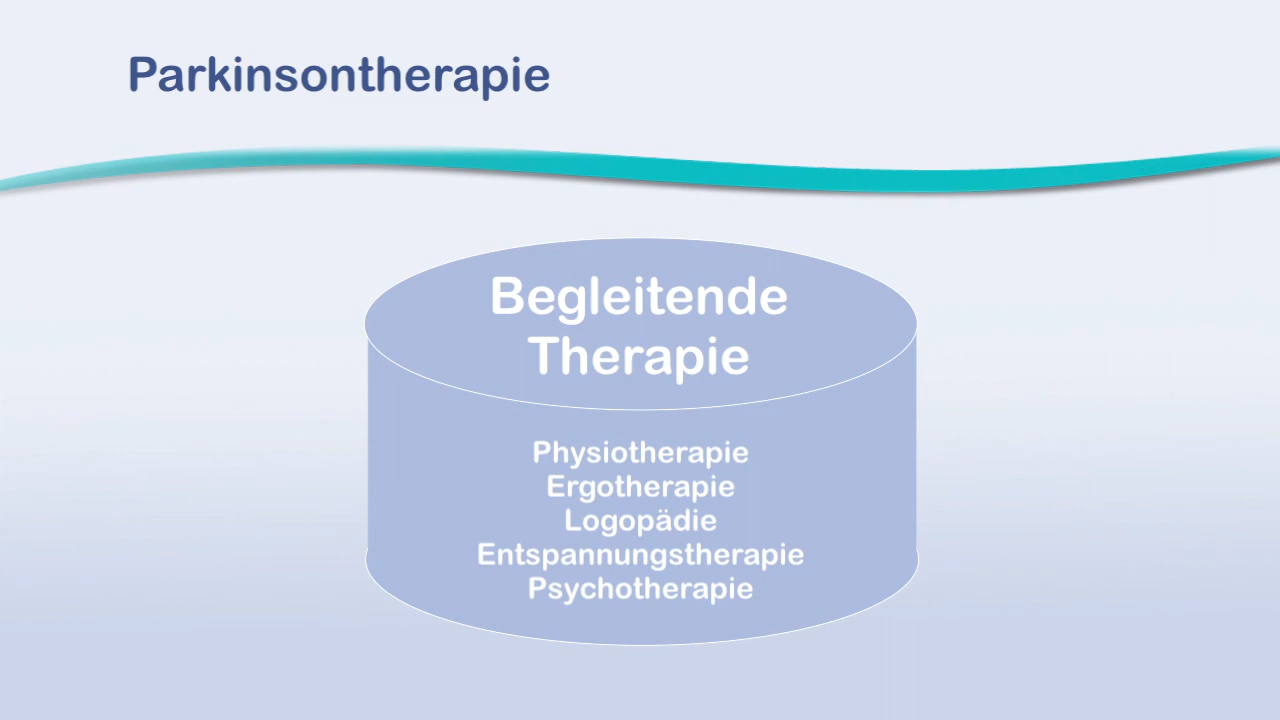 Parkinsontherapie
Begleitende
Therapie
Physiotherapie
Ergotherapie
Logopädie
Entspannungstherapie
Psychotherapie